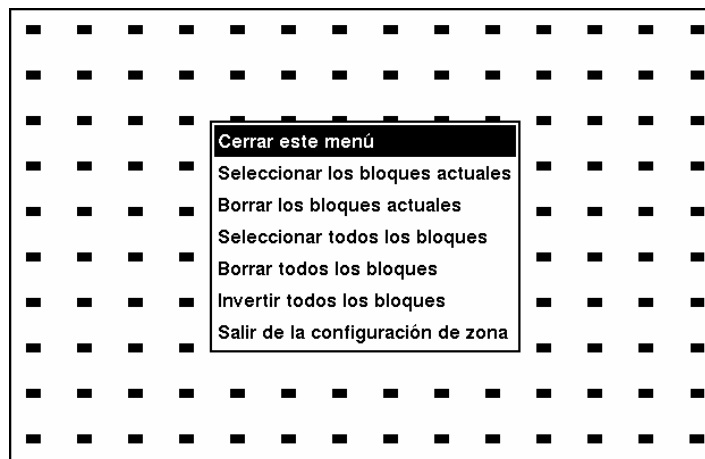 Cerrar este menú
Seleccionar los bloques actuales
Borrar los bloques actuales
Seleccionar todos los bloques
Borrar todos los bloques
Invertir todos los bloques
Salir de la configuración de zona